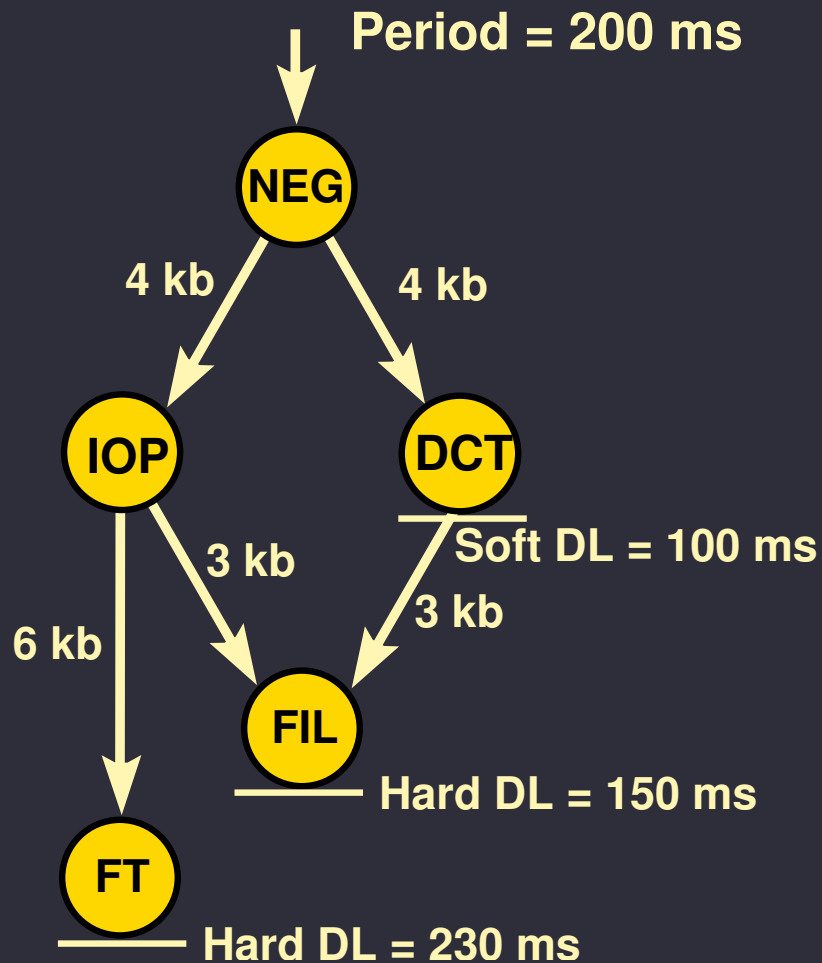 Period = 200 ms
NEG
4 kb
4 kb
IOP
DCT
Soft DL = 100 ms
3 kb
3 kb
6 kb
FIL
Hard DL = 150 ms
FT
Hard DL = 230 ms